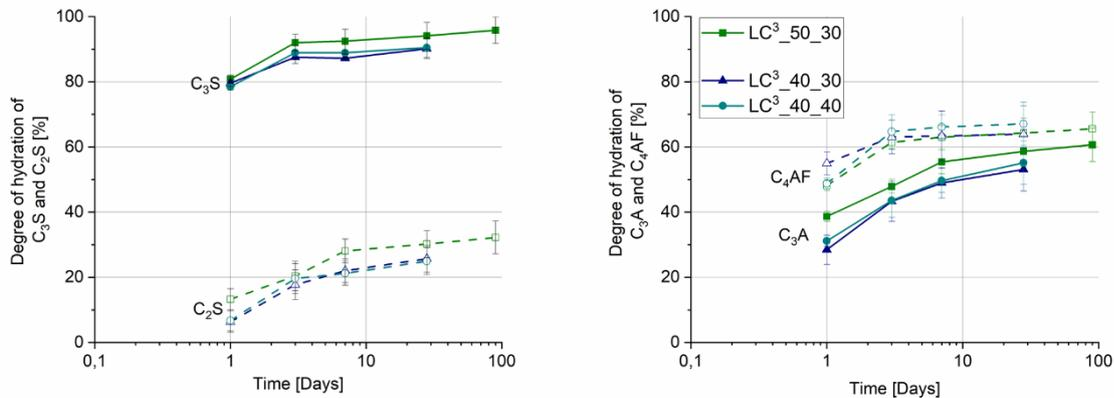 Degree of hydration of
C₃S and C₂S [%]
100
80
60
40
20
0
C₃S
C₂S
0,1
1
10
100
Time [Days]
Degree of hydration of
C₃A and C₄AF [%]
100
80
60
40
20
0
LC³_50_30
LC³_40_30
LC³_40_40
C₄AF
C₃A
0,1
1
10
100
Time [Days]